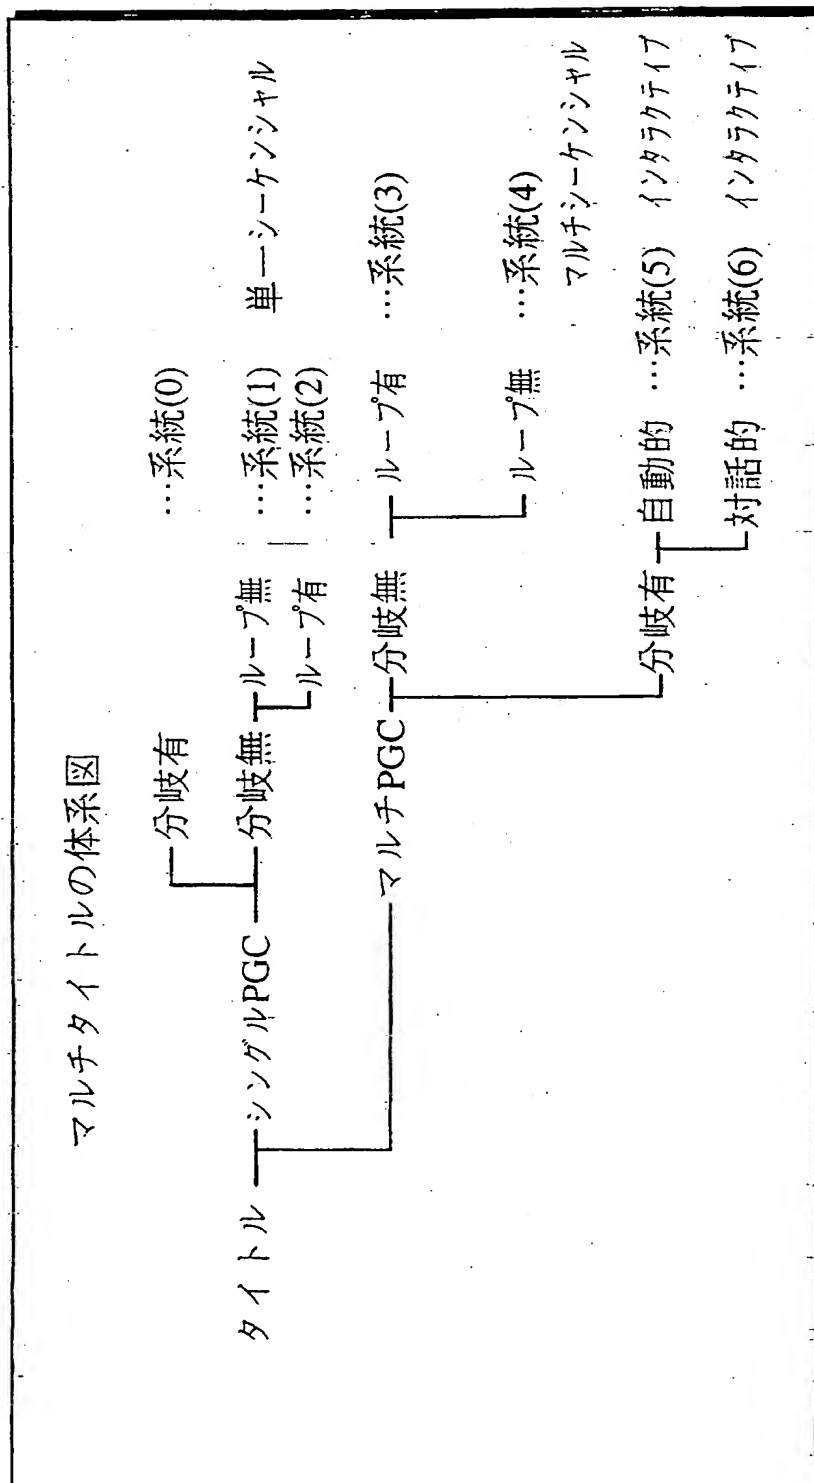 マルチタイトルの体系図
分岐有 …系統(0)
タイトル シングルPGC 分岐無 ループ無 …系統(1) 単一シーケンシャル
ループ有 …系統(2)
マルチPGC 分岐無 ループ有 …系統(3)
ループ無 …系統(4)
マルチシーケンシャル
分岐有 自動的 …系統(5) インタラクティブ
対話的 …系統(6) インタラクティブ